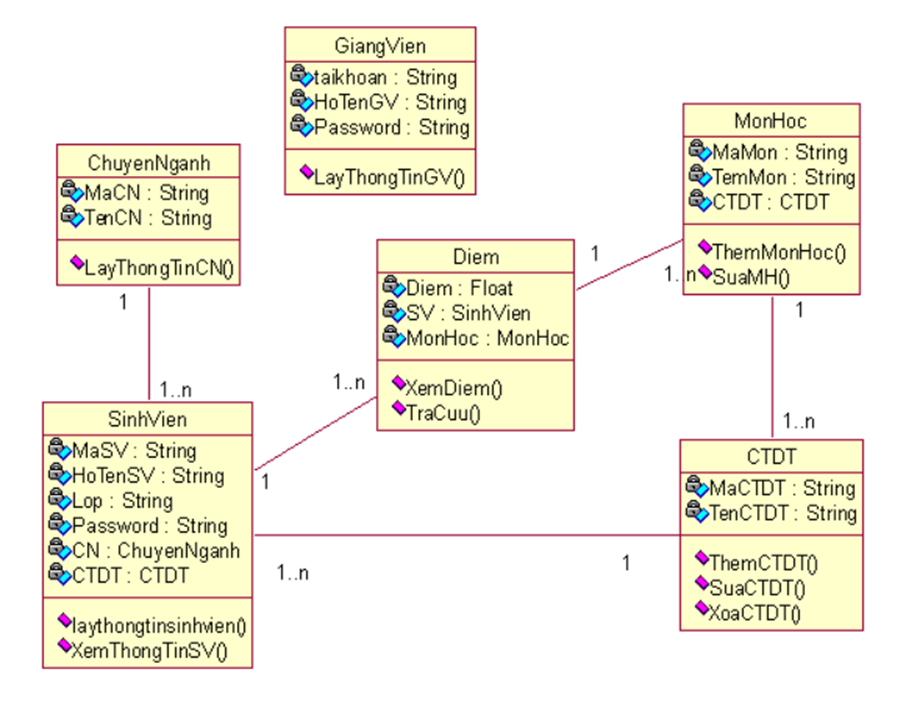 GiangVien
taikhoan : String
HoTenGV : String
Password : String
LayThongTinGV()
MonHoc
MaMon : String
TemMon : String
CTDT : CTDT
ThemMonHoc()
SuaMH()
ChuyenNganh
MaCN : String
TenCN : String
LayThongTinCN()
Diem
Diem : Float
SV : SinhVien
MonHoc : MonHoc
XemDiem()
TraCuu()
1
1..n
1
1..n
1..n
1
1
1..n
SinhVien
MaSV : String
HoTenSV : String
Lop : String
Password : String
CN : ChuyenNganh
CTDT : CTDT
laythongtinsinhvien()
XemThongTinSV()
1..n
1
CTDT
MaCTDT : String
TenCTDT : String
ThemCTDT()
SuaCTDT()
XoaCTDT()